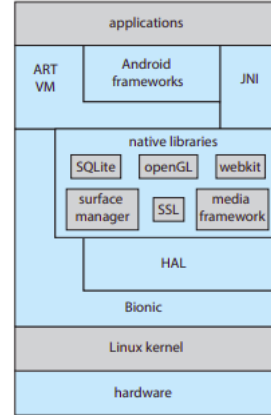 applications
ART
VM
Android
frameworks
JNI
native libraries
SQLite
openGL
webkit
surface
manager
SSL
media
framework
HAL
Bionic
Linux kernel
hardware